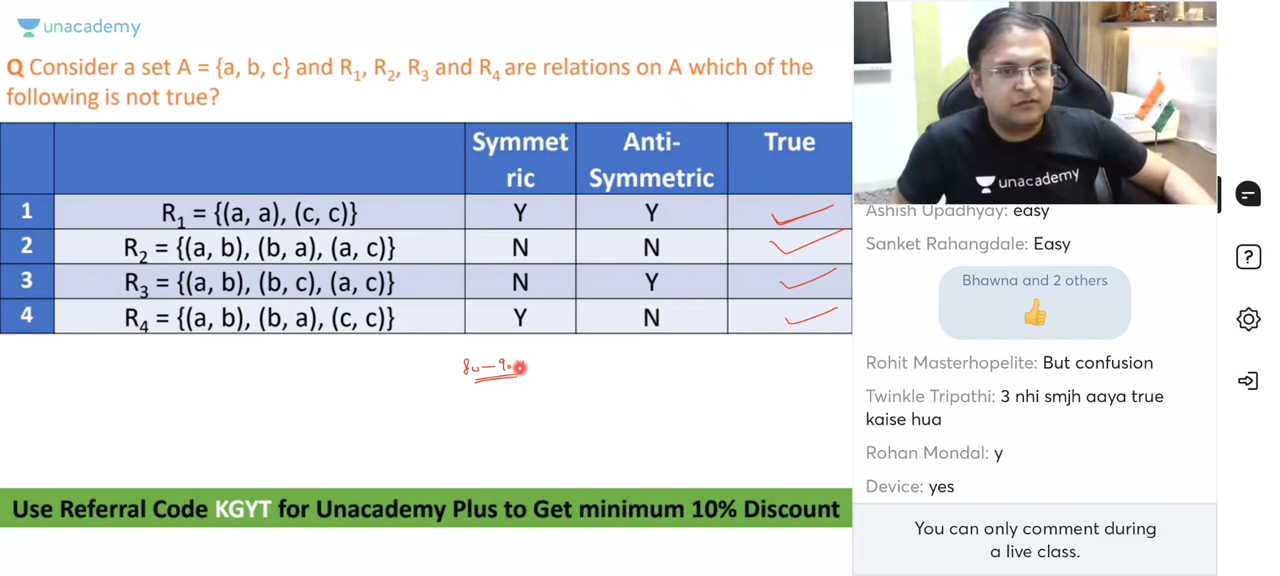 unacademy
Q Consider a set A = {a, b, c} and R₁, R₂, R₃ and R₄ are relations on A which of the
following is not true?
Symmet
ric
Anti-
Symmetric
True
1 R₁ = {(a, a), (c, c)} Y Y
2 R₂ = {(a, b), (b, a), (a, c)} N N
3 R₃ = {(a, b), (b, c), (a, c)} N Y
4 R₄ = {(a, b), (b, a), (c, c)} Y N
Use Referral Code KGYT for Unacademy Plus to Get minimum 10% Discount
unacademy
Ashish Upadhyay: easy
Sanket Rahangdale: Easy
Bhawna and 2 others
Rohit Masterhopelite: But confusion
Twinkle Tripathi: 3 nhi smjh aaya true
kaise hua
Rohan Mondal: y
Device: yes
You can only comment during
a live class.